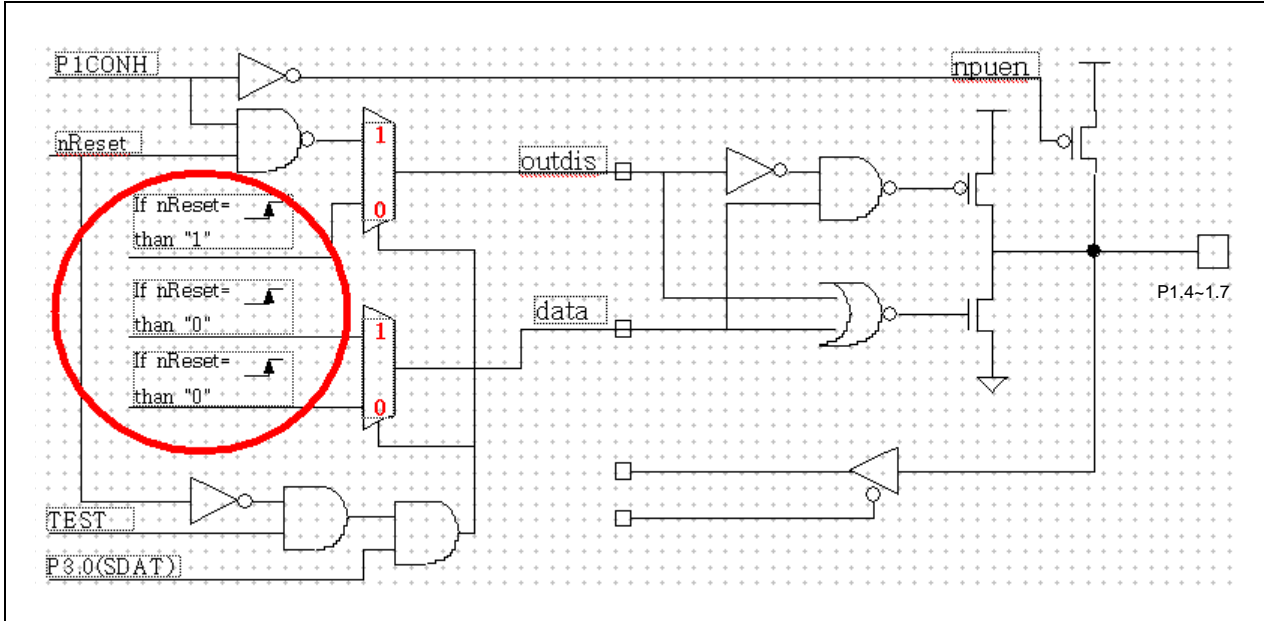 P1CONH
npuen
nReset
1
outdis
If nReset=
than "1"
0
If nReset=
than "0"
data
P1.4~1.7
1
If nReset=
than "0"
0
TEST
P3.0(SDAT)